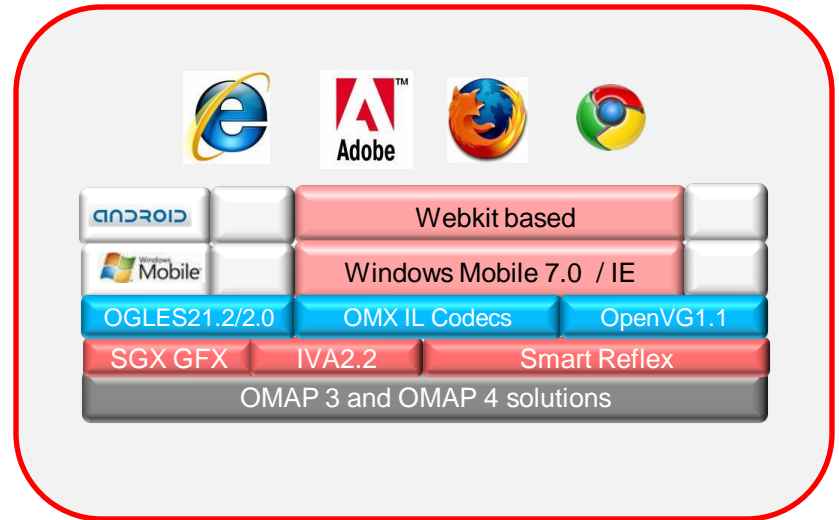 TM
Adobe
android
Webkit based
Windows
Mobile
Windows Mobile 7.0 / IE
OGLES21.2/2.0
OMX IL Codecs
OpenVG1.1
SGX GFX
IVA2.2
Smart Reflex
OMAP 3 and OMAP 4 solutions